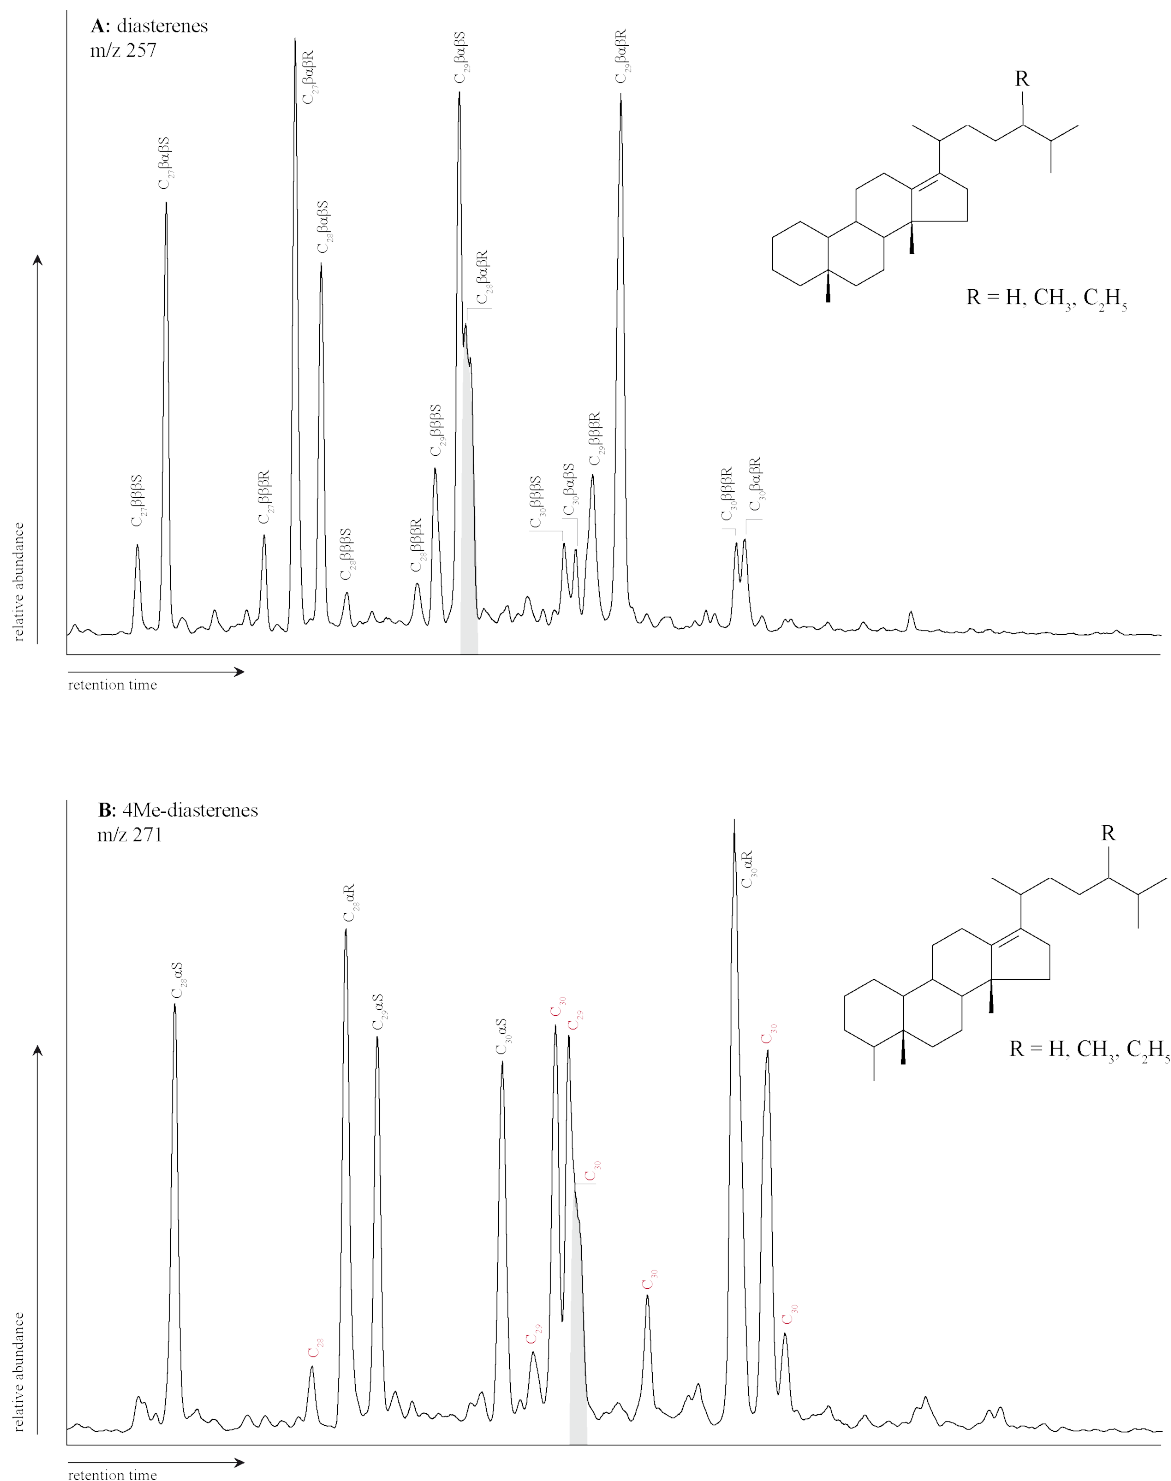 A: diasterenes
m/z 257
C₂₇βββS
C₂₇βαβS
C₂₇βββR
C₂₇βαβR
C₂₈βαβS
C₂₈βββS
C₂₈βββR
C₂₉βββS
C₂₉βαβS
C₂₈βαβR
C₃₀βββS
C₃₀βαβS
C₂₉βββR
C₂₉βαβR
C₃₀βββR
C₃₀βαβR
R
R = H, CH₃, C₂H₅
relative abundance
retention time
B: 4Me-diasterenes
m/z 271
C₂₈αS
C₂₈
C₂₈αR
C₂₉αS
C₃₀αS
C₂₉
C₃₀
C₂₉
C₃₀
C₃₀
C₃₀αR
C₃₀
C₃₀
R
R = H, CH₃, C₂H₅
relative abundance
retention time